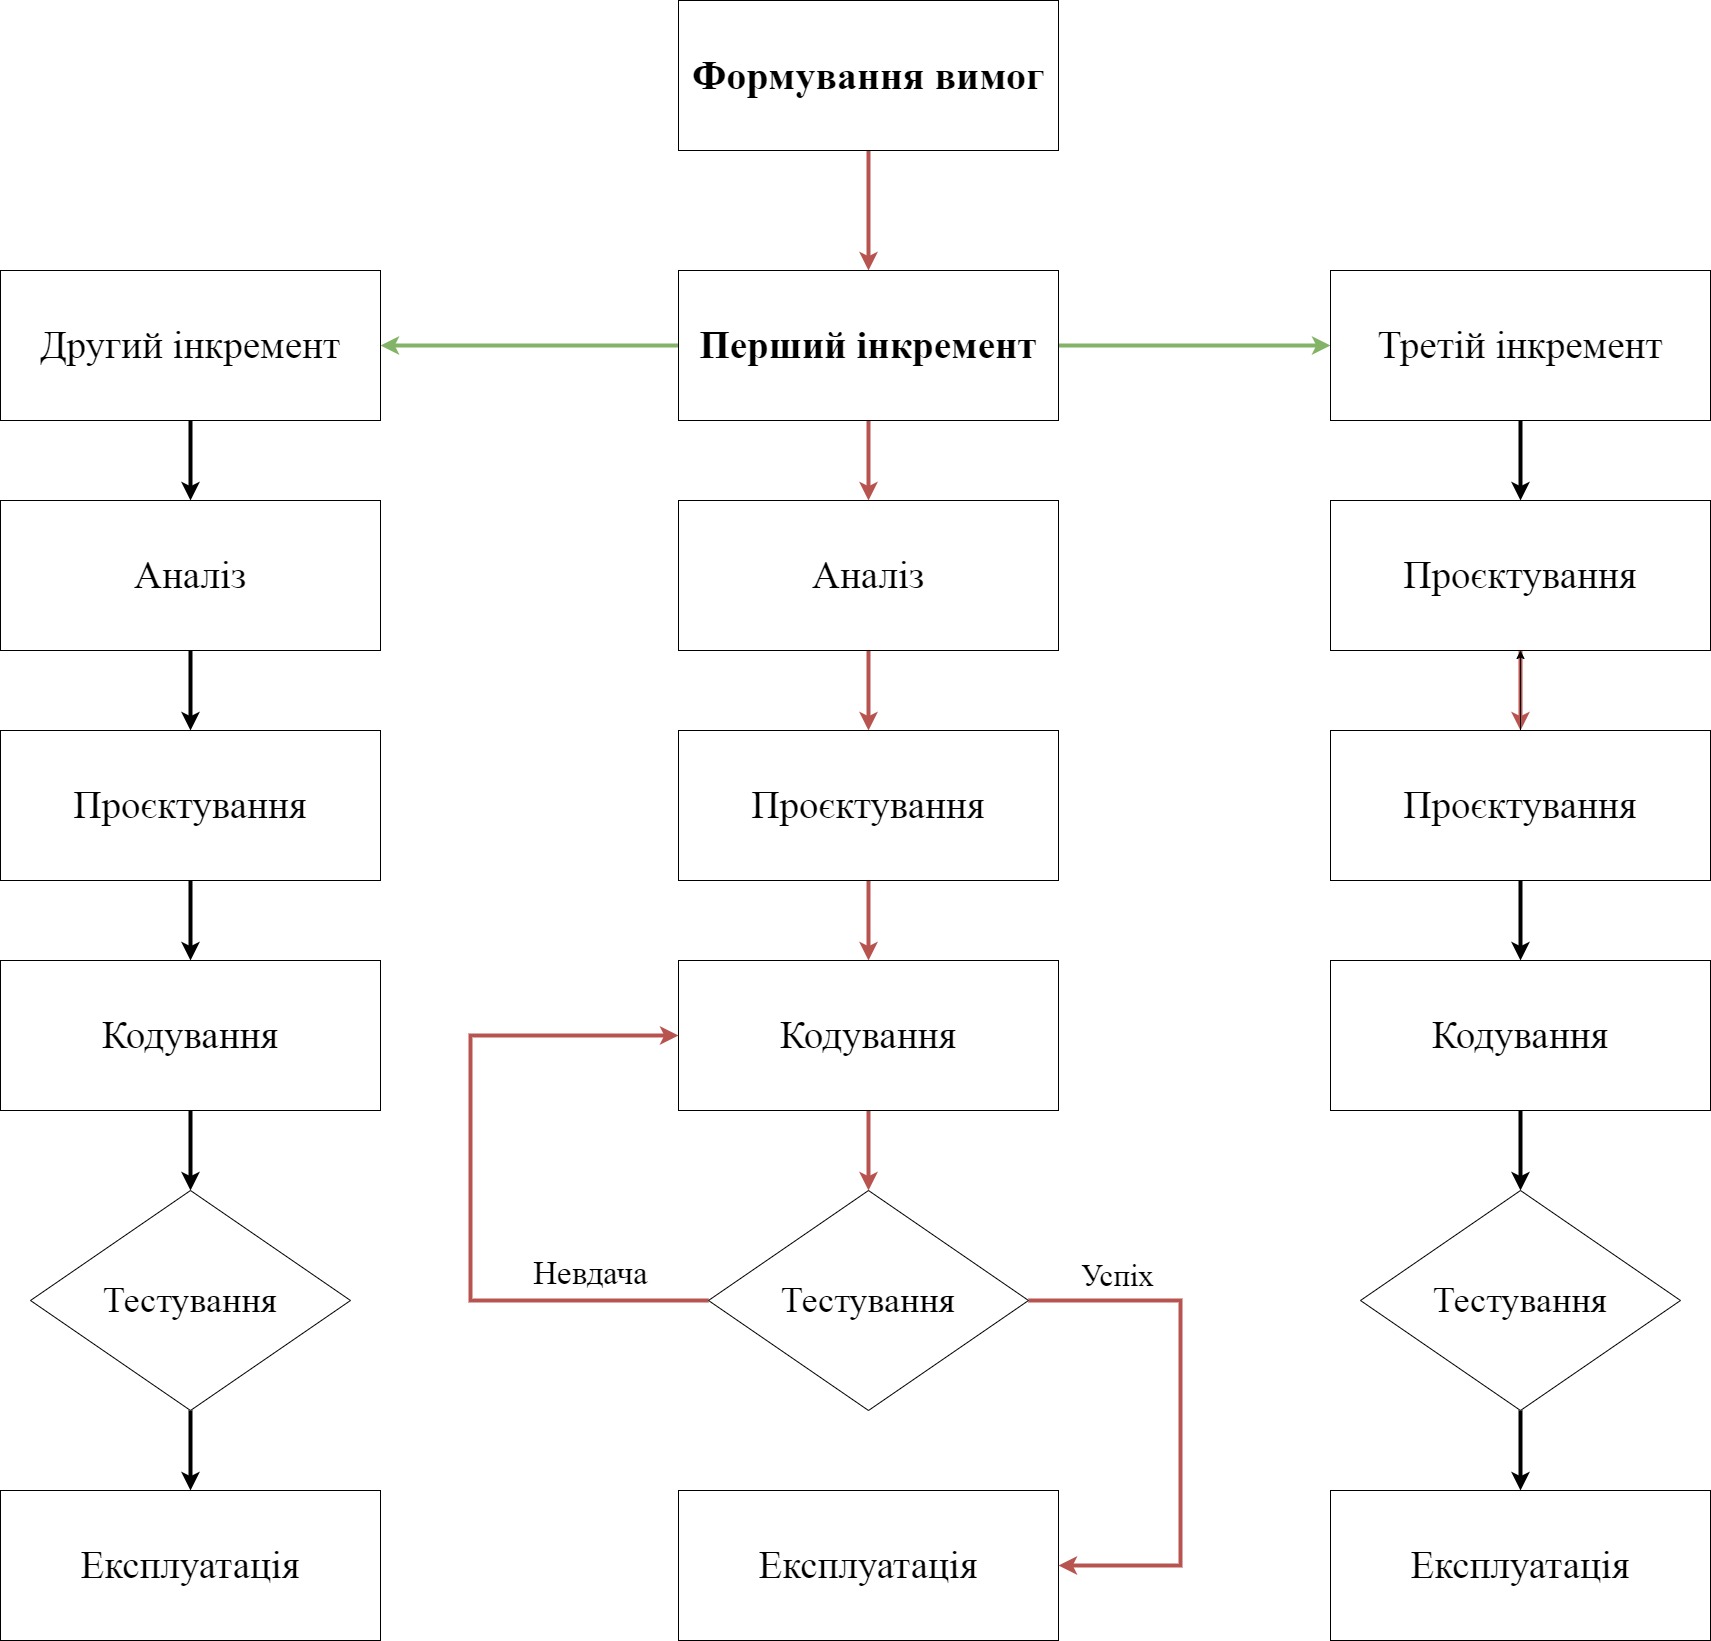 Формування вимог
Другий інкремент
Перший інкремент
Третій інкремент
Аналіз
Аналіз
Проєктування
Проєктування
Проєктування
Проєктування
Кодування
Кодування
Кодування
Невдача
Успіх
Тестування
Тестування
Тестування
Експлуатація
Експлуатація
Експлуатація